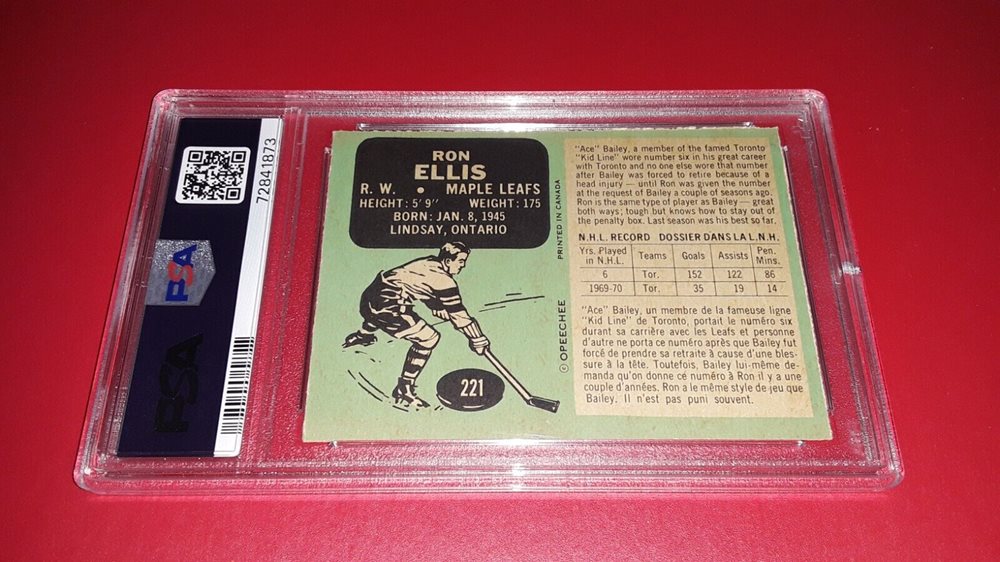 72841873
PSA
PSA
RON
ELLIS
R. W. • MAPLE LEAFS
HEIGHT: 5' 9" WEIGHT: 175
BORN: JAN. 8, 1945
LINDSAY, ONTARIO
221
© OPEECHEE PRINTED IN CANADA
"Ace" Bailey, a member of the famed Toronto
"Kid Line" wore number six in his great career
with Toronto and no one else wore that number
after Bailey was forced to retire because of a
head injury — until Ron was given the number
at the request of Bailey a couple of seasons ago.
Ron is the same type of player as Bailey — great
both ways; tough but knows how to stay out of
the penalty box. Last season was his best so far.
N.H.L. RECORD DOSSIER DANS LA L.N.H.
Yrs. Played in N.H.L. Teams Goals Assists Pen. Mins.
6 Tor. 152 122 86
1969-70 Tor. 35 19 14
"Ace" Bailey, un membre de la fameuse ligne
"Kid Line" de Toronto, portait le numéro six
durant sa carrière avec les Leafs et personne
d'autre ne porta ce numéro après que Bailey fut
forcé de prendre sa retraite à cause d'une bles-
sure à la tête. Toutefois, Bailey lui-même de-
manda qu'on donne ce numéro à Ron il y a une
couple d'années. Ron a le même style de jeu que
Bailey. Il n'est pas puni souvent.